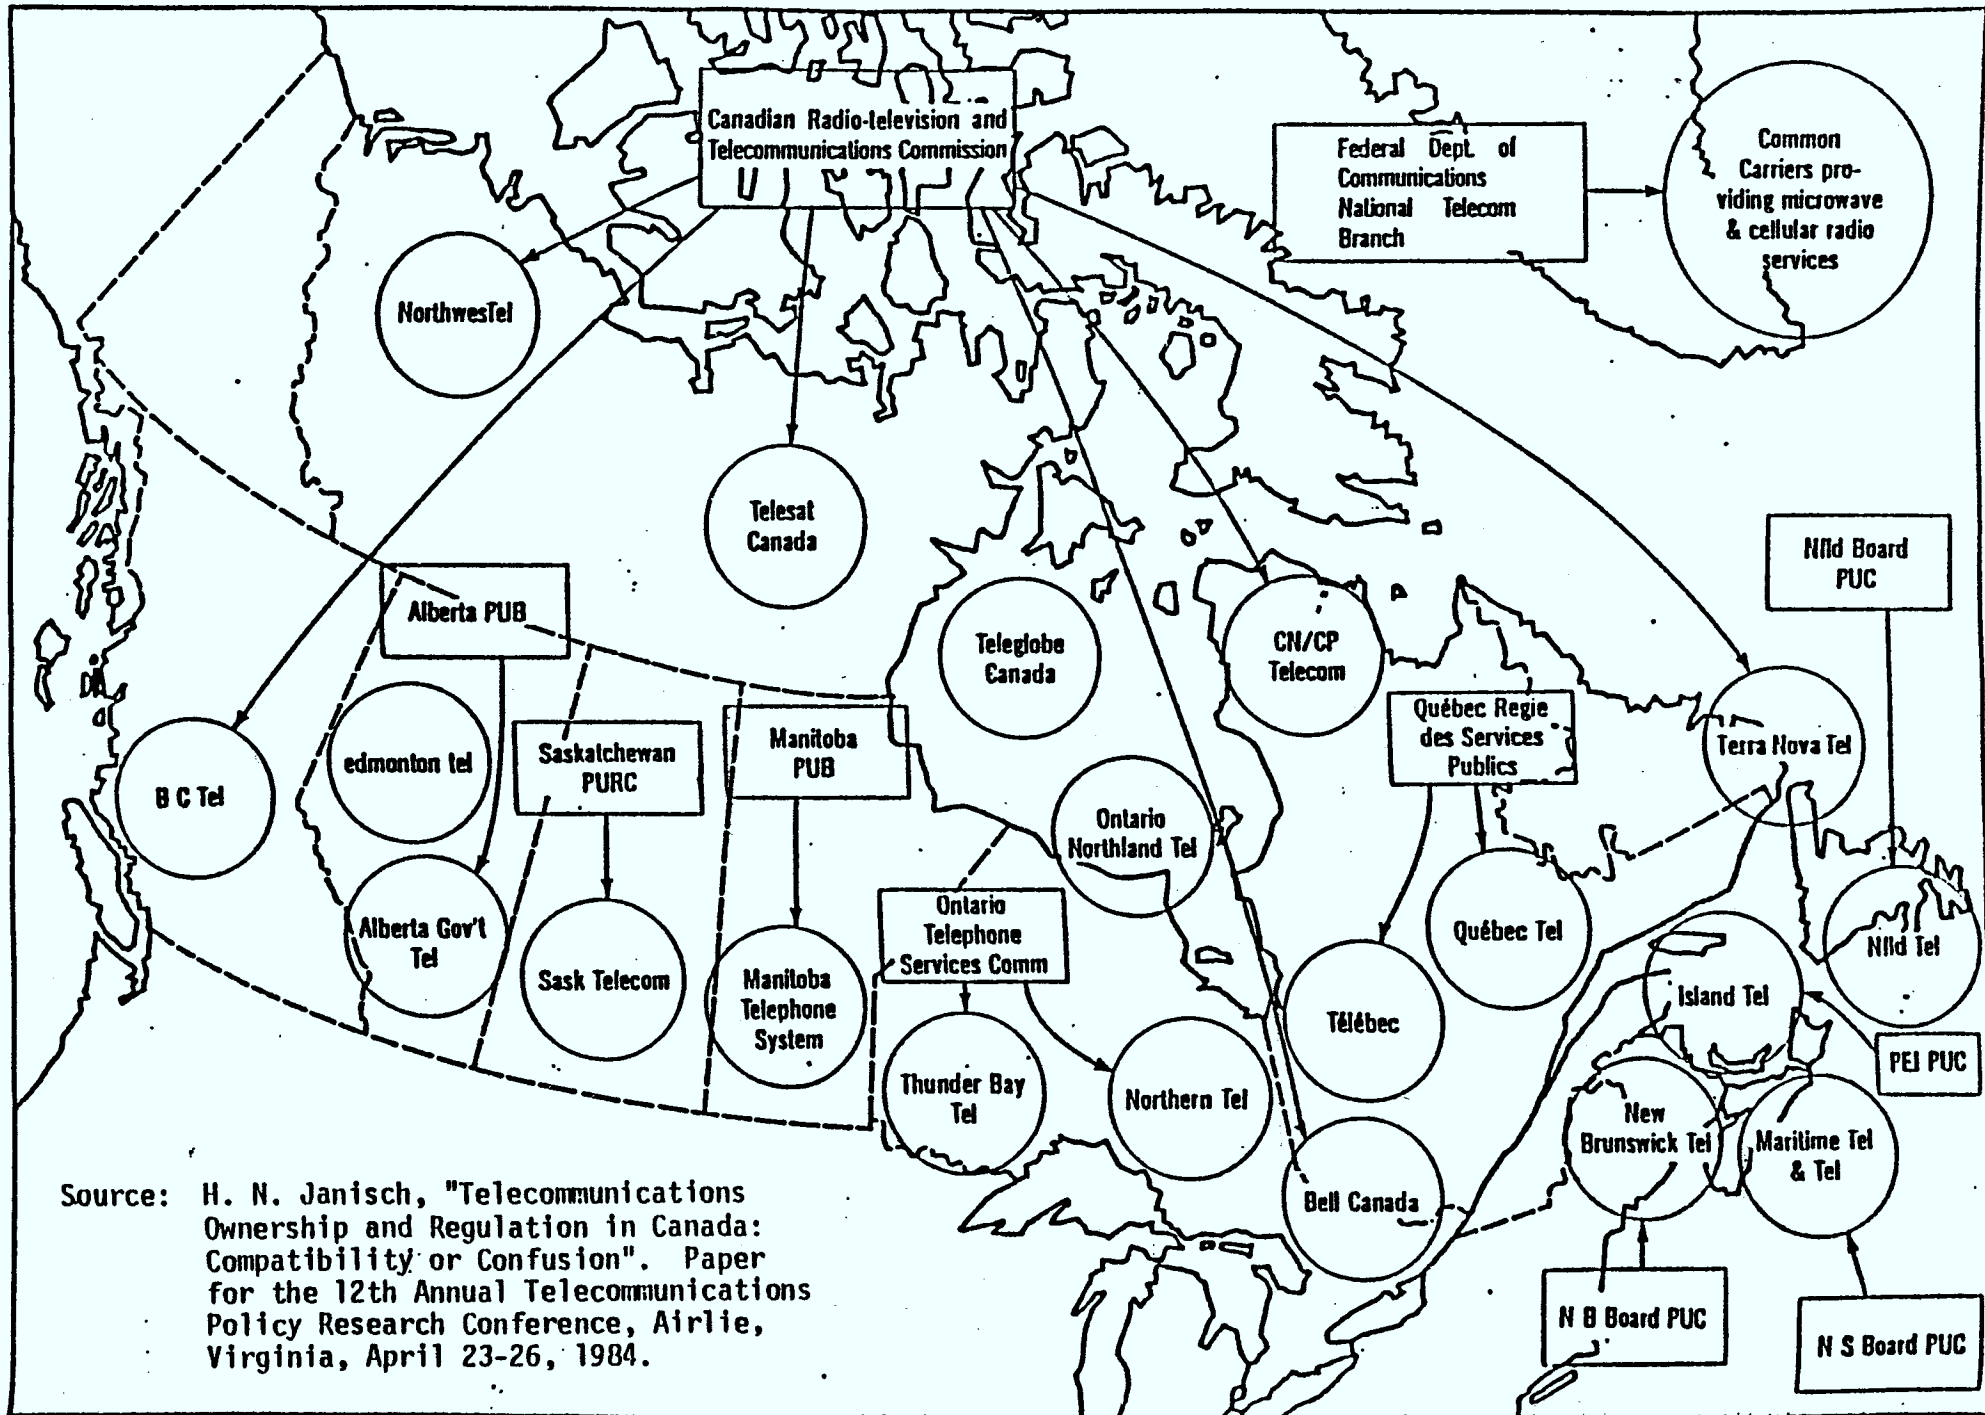 Canadian Radio-television and
Telecommunications Commission
Federal Dept. of
Communications
National Telecom
Branch
Common
Carriers pro-
viding microwave
& cellular radio
services
NorthwesTel
Telesat
Canada
Nfld Board
PUC
Alberta PUB
Teleglobe
Canada
CN/CP
Telecom
Québec Regie
des Services
Publics
Terra Nova Tel
edmonton tel
Saskatchewan
PURC
Manitoba
PUB
B C Tel
Ontario
Northland Tel
Alberta Gov't
Tel
Sask Telecom
Manitoba
Telephone
System
Ontario
Telephone
Services Comm
Québec Tel
Nfld Tel
Island Tel
Télébec
PEI PUC
Thunder Bay
Tel
Northern Tel
New
Brunswick Tel
Maritime Tel
& Tel
Bell Canada
N B Board PUC
N S Board PUC
Source: H. N. Janisch, "Telecommunications
Ownership and Regulation in Canada:
Compatibility or Confusion". Paper
for the 12th Annual Telecommunications
Policy Research Conference, Airlie,
Virginia, April 23-26, 1984.